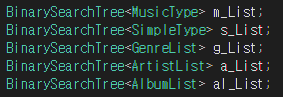 BinarySearchTree<MusicType> m_List;
BinarySearchTree<SimpleType> s_List;
BinarySearchTree<GenreList> g_List;
BinarySearchTree<ArtistList> a_List;
BinarySearchTree<AlbumList> al_List;